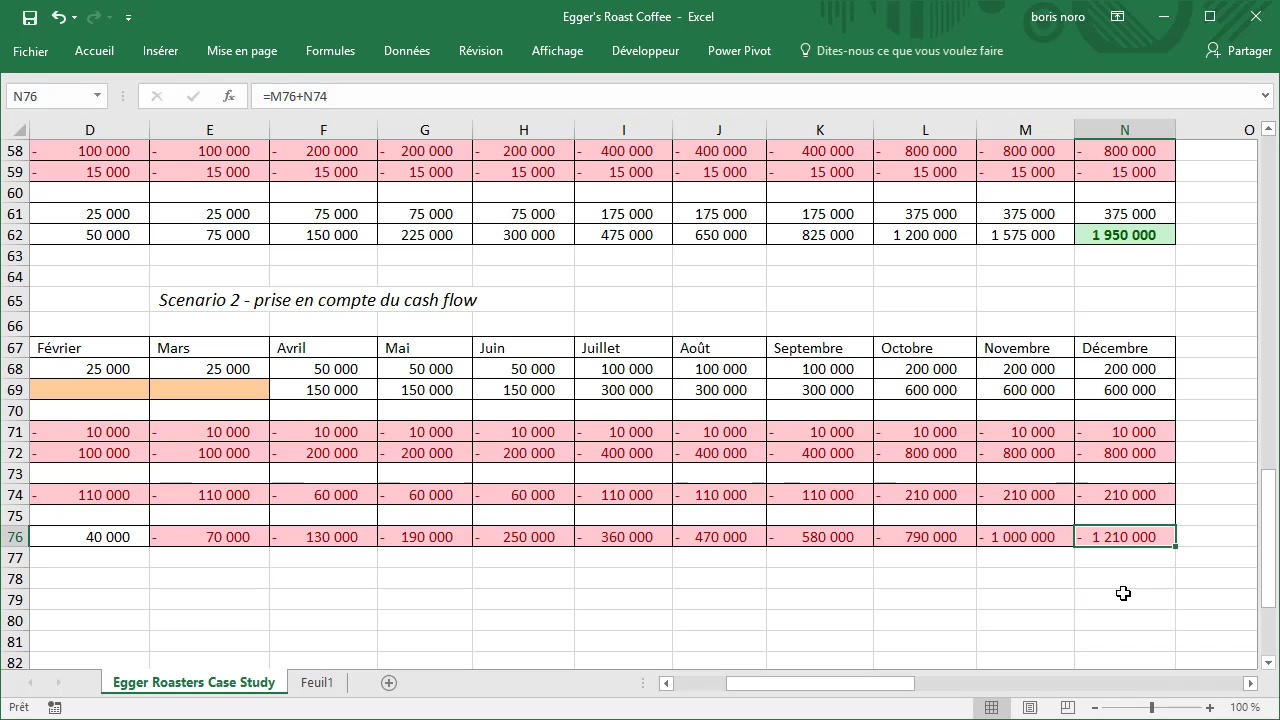 Egger's Roast Coffee - Excel
boris noro
Fichier Accueil Insérer Mise en page Formules Données Révision Affichage Développeur Power Pivot Dites-nous ce que vous voulez faire Partager
N76 fx =M76+N74
D E F G H I J K L M N O
58 - 100 000 - 100 000 - 200 000 - 200 000 - 200 000 - 400 000 - 400 000 - 400 000 - 800 000 - 800 000 - 800 000
59 - 15 000 - 15 000 - 15 000 - 15 000 - 15 000 - 15 000 - 15 000 - 15 000 - 15 000 - 15 000 - 15 000
60
61 25 000 25 000 75 000 75 000 75 000 175 000 175 000 175 000 375 000 375 000 375 000
62 50 000 75 000 150 000 225 000 300 000 475 000 650 000 825 000 1 200 000 1 575 000 1 950 000
63
64
65 Scenario 2 - prise en compte du cash flow
66
67 Février Mars Avril Mai Juin Juillet Août Septembre Octobre Novembre Décembre
68 25 000 25 000 50 000 50 000 50 000 100 000 100 000 100 000 200 000 200 000 200 000
69 150 000 150 000 150 000 300 000 300 000 300 000 600 000 600 000 600 000
70
71 - 10 000 - 10 000 - 10 000 - 10 000 - 10 000 - 10 000 - 10 000 - 10 000 - 10 000 - 10 000 - 10 000
72 - 100 000 - 100 000 - 200 000 - 200 000 - 200 000 - 400 000 - 400 000 - 400 000 - 800 000 - 800 000 - 800 000
73
74 - 110 000 - 110 000 - 60 000 - 60 000 - 60 000 - 110 000 - 110 000 - 110 000 - 210 000 - 210 000 - 210 000
75
76 40 000 - 70 000 - 130 000 - 190 000 - 250 000 - 360 000 - 470 000 - 580 000 - 790 000 - 1 000 000 - 1 210 000
77
78
79
80
81
82
Egger Roasters Case Study Feuil1
Prêt 100 %